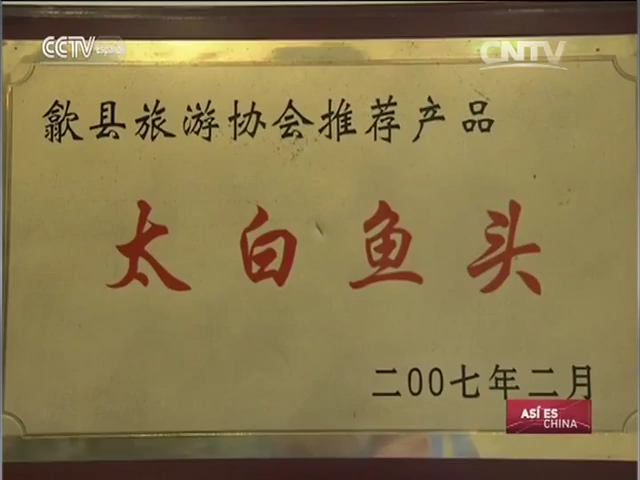 CCTV
Español
CNTV
歙县旅游协会推荐产品
太白鱼头
二00七年二月
ASÍ ES
CHINA